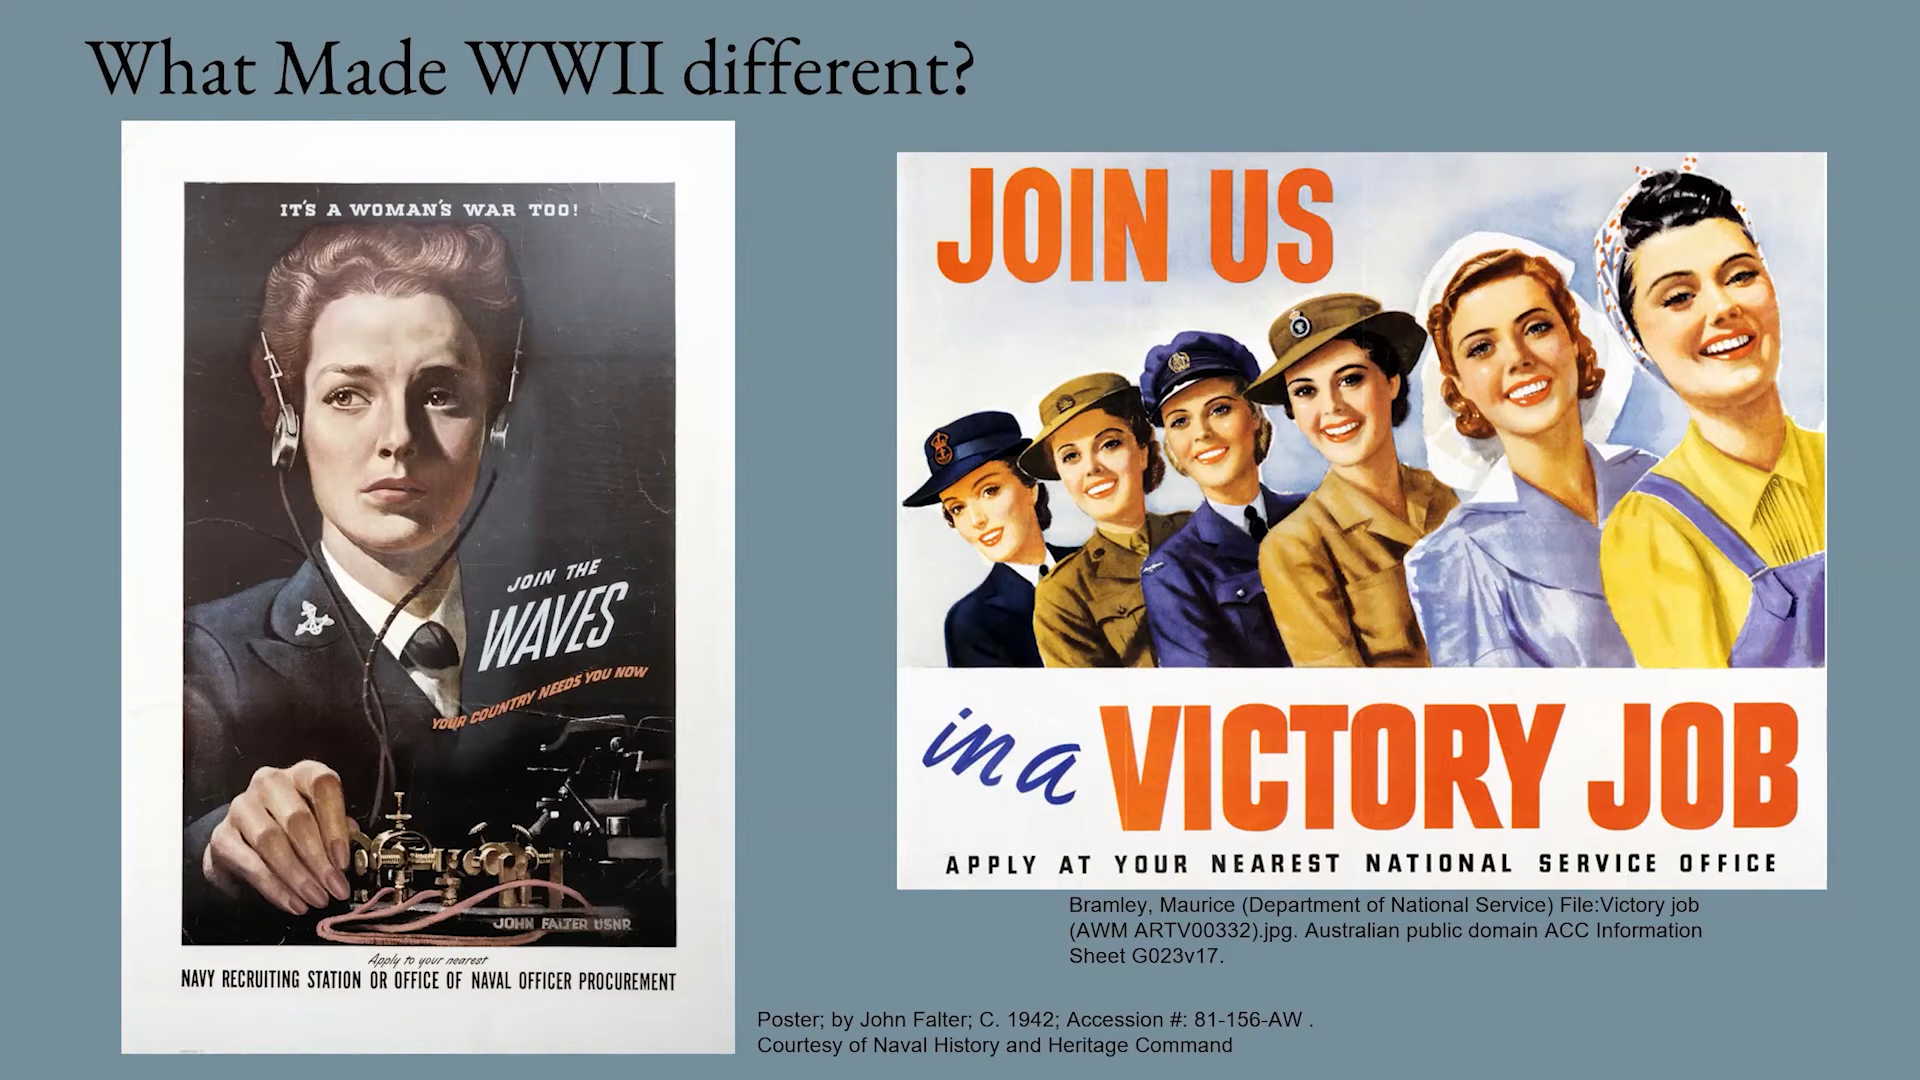 What Made WWII different?
IT'S A WOMAN'S WAR TOO!
JOIN THE
WAVES
YOUR COUNTRY NEEDS YOU NOW
JOHN FALTER USNR
Apply to your nearest
NAVY RECRUITING STATION OR OFFICE OF NAVAL OFFICER PROCUREMENT
JOIN US
in a VICTORY JOB
APPLY AT YOUR NEAREST NATIONAL SERVICE OFFICE
Bramley, Maurice (Department of National Service) File:Victory job
(AWM ARTV00332).jpg. Australian public domain ACC Information
Sheet G023v17.
Poster; by John Falter; C. 1942; Accession #: 81-156-AW .
Courtesy of Naval History and Heritage Command